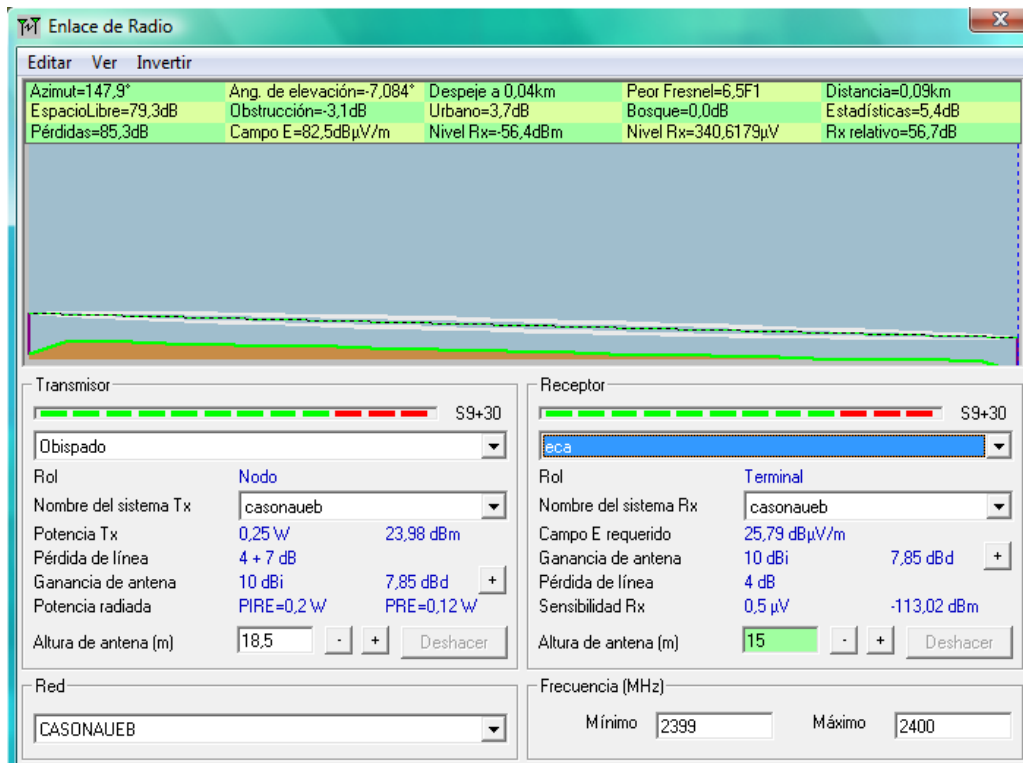 Enlace de Radio
Editar Ver Invertir
Azimut=147,9° Ang. de elevación=-7,084° Despeje a 0,04km Peor Fresnel=6,5F1 Distancia=0,09km
EspacioLibre=79,3dB Obstrucción=-3,1dB Urbano=3,7dB Bosque=0,0dB Estadísticas=5,4dB
Pérdidas=85,3dB Campo E=82,5dBµV/m Nivel Rx=-56,4dBm Nivel Rx=340,6179µV Rx relativo=56,7dB
Transmisor
S9+30
Obispado
Rol Nodo
Nombre del sistema Tx casonaueb
Potencia Tx 0,25 W 23,98 dBm
Pérdida de línea 4 + 7 dB
Ganancia de antena 10 dBi 7,85 dBd +
Potencia radiada PIRE=0,2 W PRE=0,12 W
Altura de antena (m) 18,5 - + Deshacer
Receptor
S9+30
eca
Rol Terminal
Nombre del sistema Rx casonaueb
Campo E requerido 25,79 dBµV/m
Ganancia de antena 10 dBi 7,85 dBd +
Pérdida de línea 4 dB
Sensibilidad Rx 0,5 µV -113,02 dBm
Altura de antena (m) 15 - + Deshacer
Red
CASONAUEB
Frecuencia (MHz)
Mínimo 2399 Máximo 2400